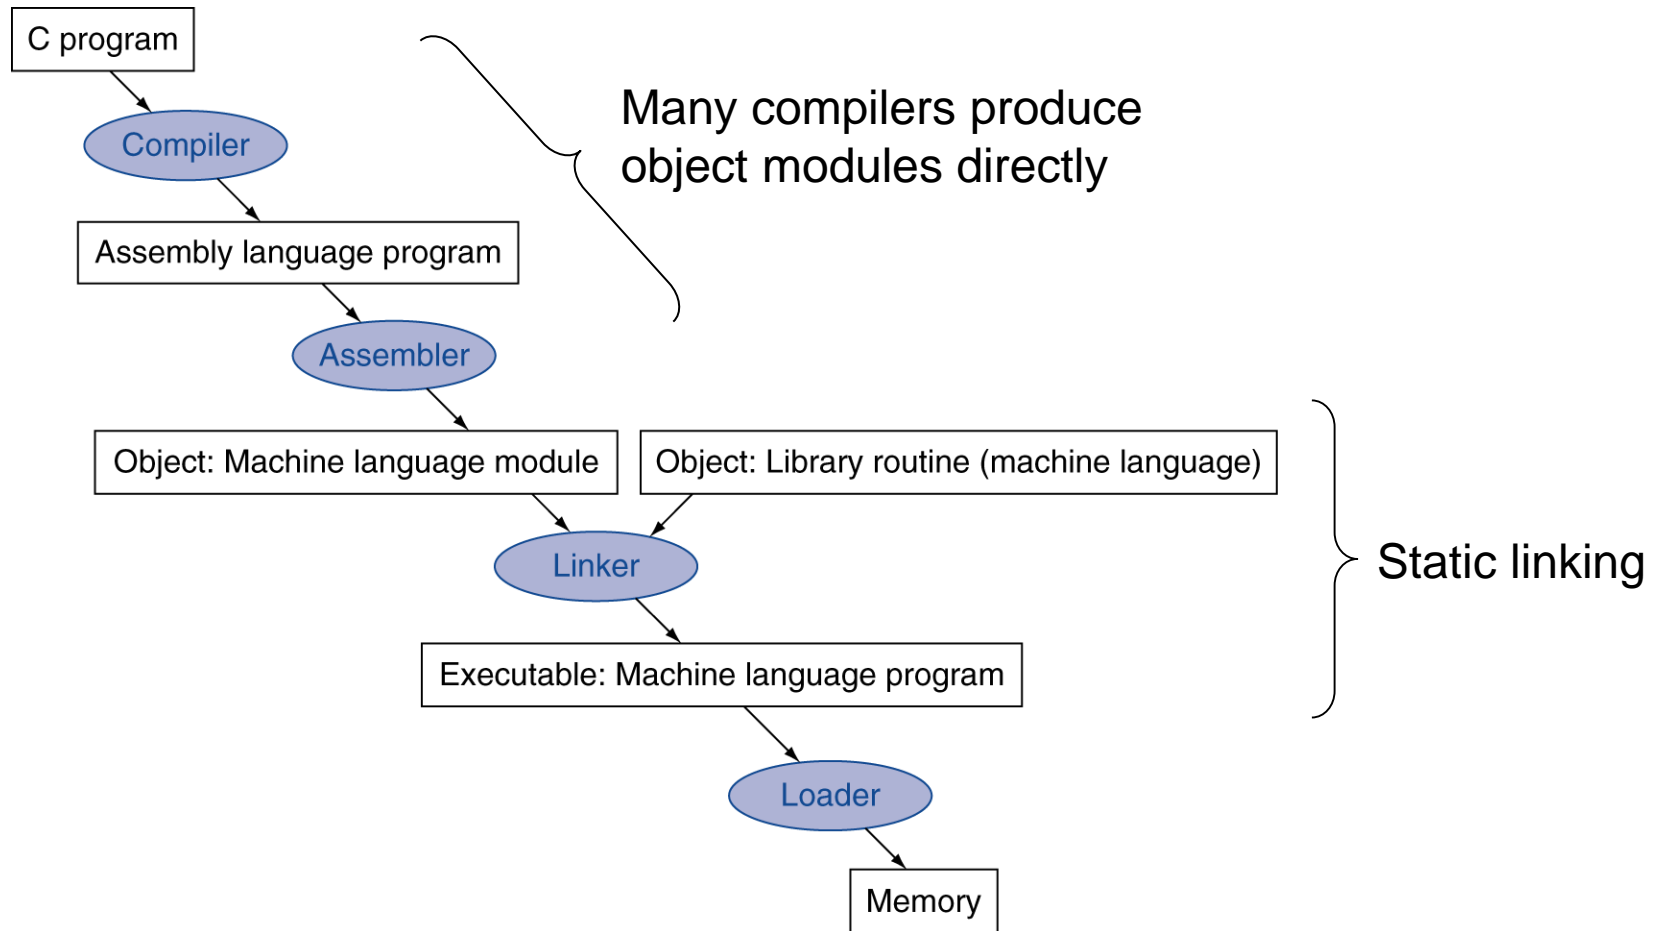 C program
Many compilers produce
object modules directly
Compiler
Assembly language program
Assembler
Object: Machine language module
Object: Library routine (machine language)
Linker
Static linking
Executable: Machine language program
Loader
Memory